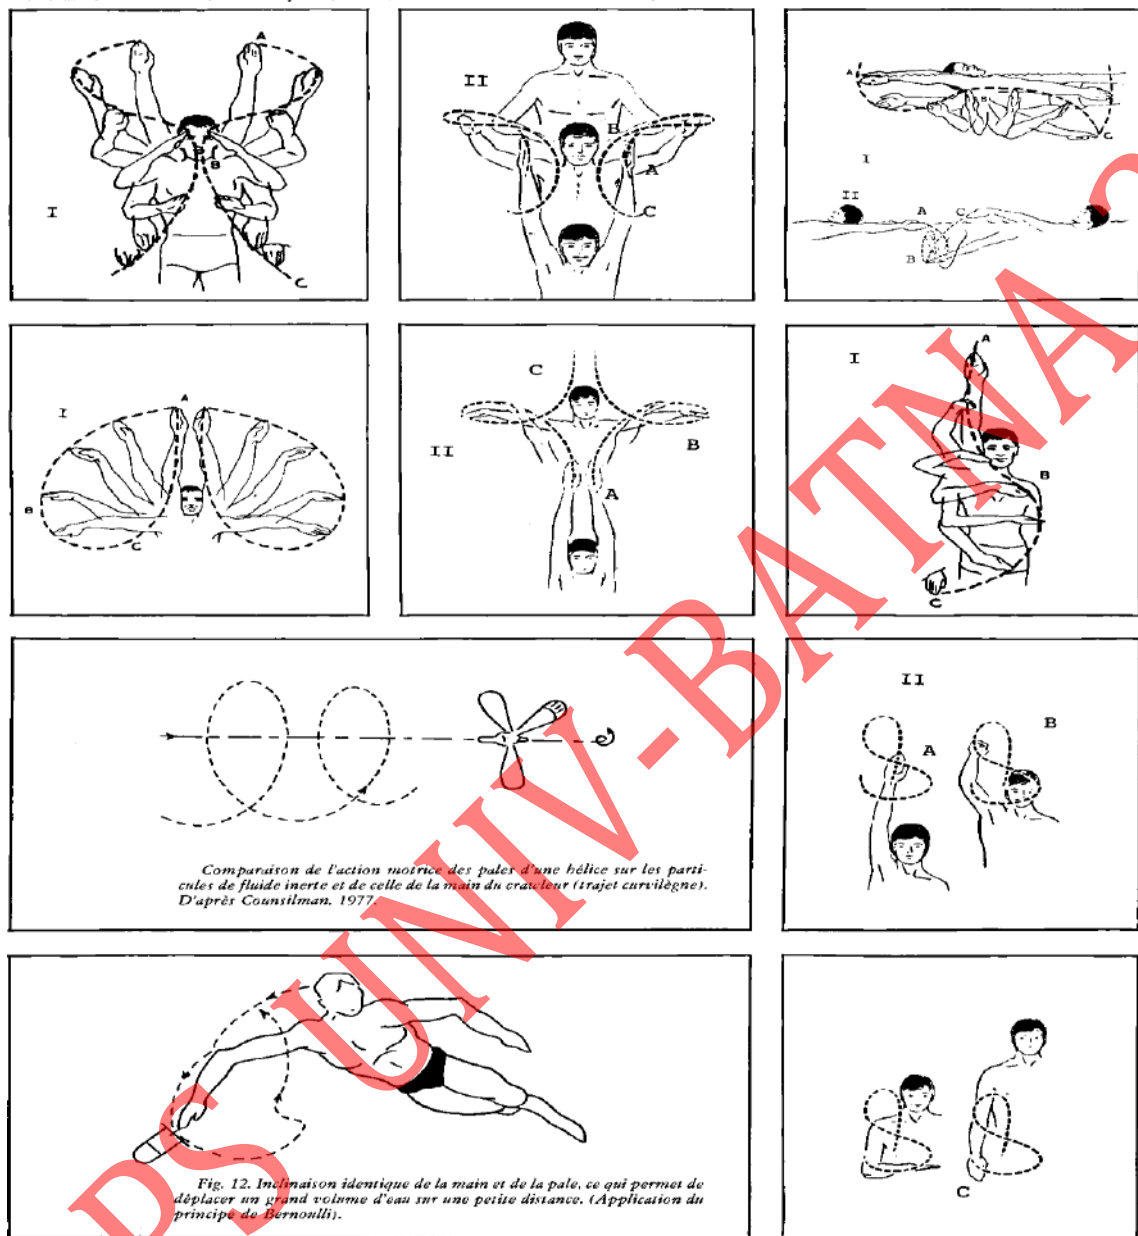 A
B
B
I
C
II
B
A
C
A
B
C
I
II
A
C
B
I
A
B
C
C
II
B
A
I
A
B
C
II
A
B
Comparaison de l'action motrice des pales d'une hélice sur les parti-
cules de fluide inerte et de celle de la main du crawleur (trajet curvilègne).
D'après Counsilman. 1977.
Fig. 12. Inclinaison identique de la main et de la pale, ce qui permet de
déplacer un grand volume d'eau sur une petite distance. (Application du
principe de Bernoulli).
C
PS UNIV-BATNA 2